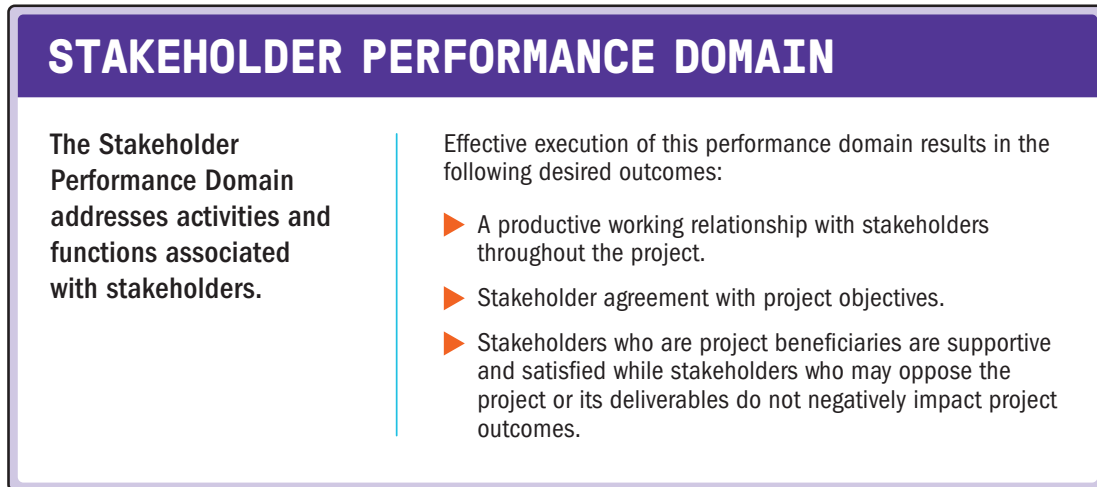 STAKEHOLDER PERFORMANCE DOMAIN
The Stakeholder
Performance Domain
addresses activities and
functions associated
with stakeholders.
Effective execution of this performance domain results in the
following desired outcomes:
A productive working relationship with stakeholders
throughout the project.
Stakeholder agreement with project objectives.
Stakeholders who are project beneficiaries are supportive
and satisfied while stakeholders who may oppose the
project or its deliverables do not negatively impact project
outcomes.